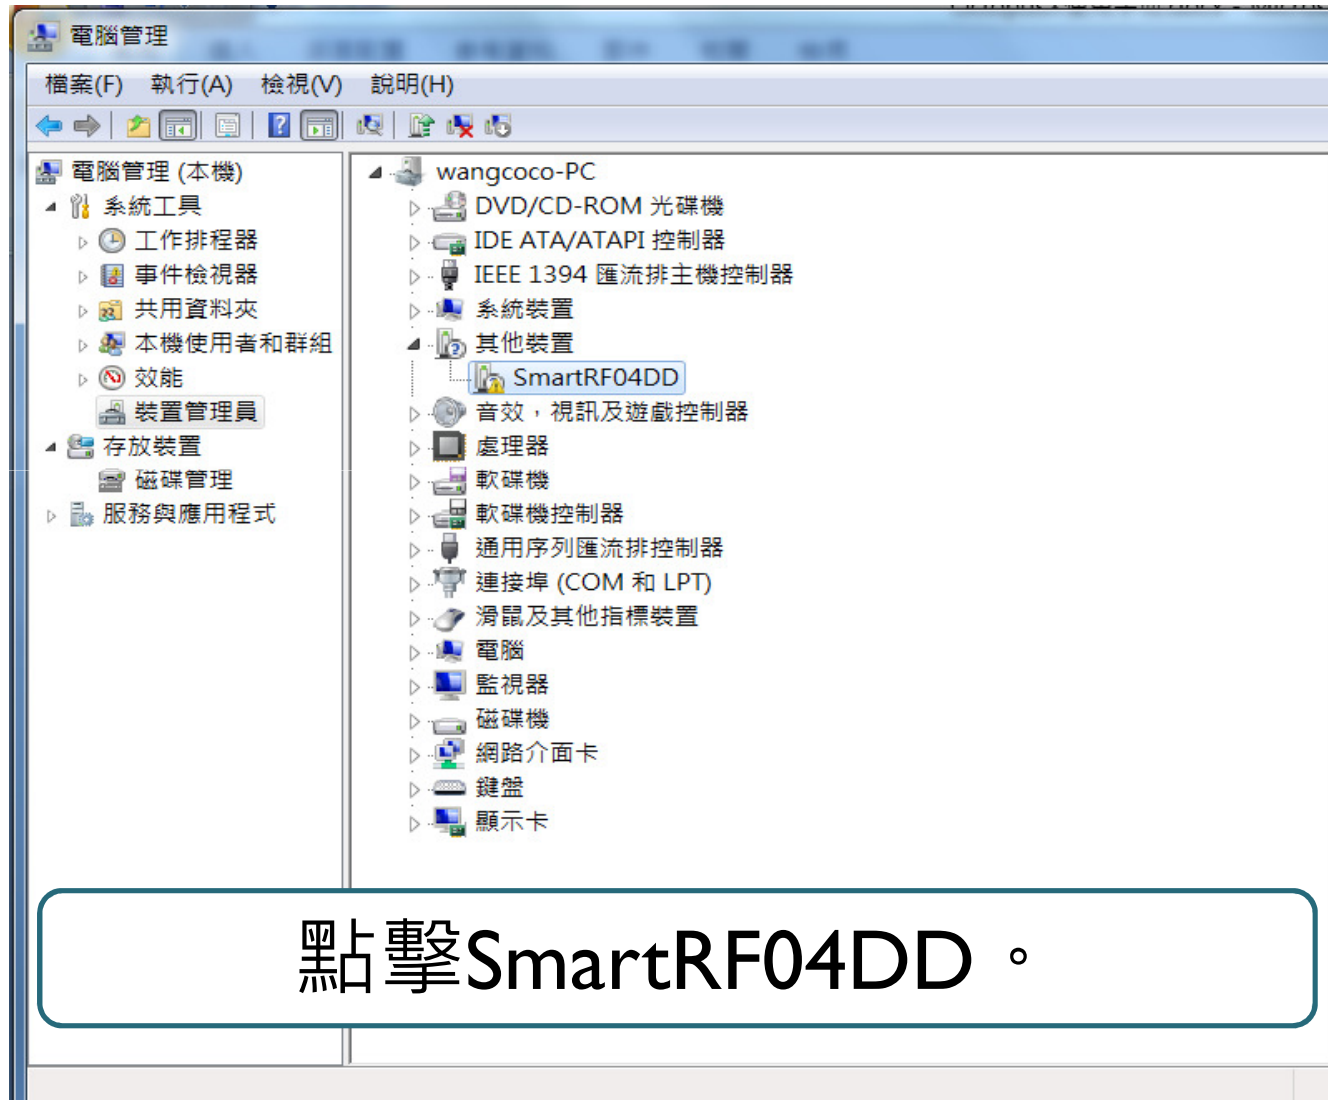 電腦管理
檔案(F) 執行(A) 檢視(V) 說明(H)
電腦管理 (本機)
系統工具
工作排程器
事件檢視器
共用資料夾
本機使用者和群組
效能
裝置管理員
存放裝置
磁碟管理
服務與應用程式
wangcoco-PC
DVD/CD-ROM 光碟機
IDE ATA/ATAPI 控制器
IEEE 1394 匯流排主機控制器
系統裝置
其他裝置
SmartRF04DD
音效，視訊及遊戲控制器
處理器
軟碟機
軟碟機控制器
通用序列匯流排控制器
連接埠 (COM 和 LPT)
滑鼠及其他指標裝置
電腦
監視器
磁碟機
網路介面卡
鍵盤
顯示卡
點擊SmartRF04DD。